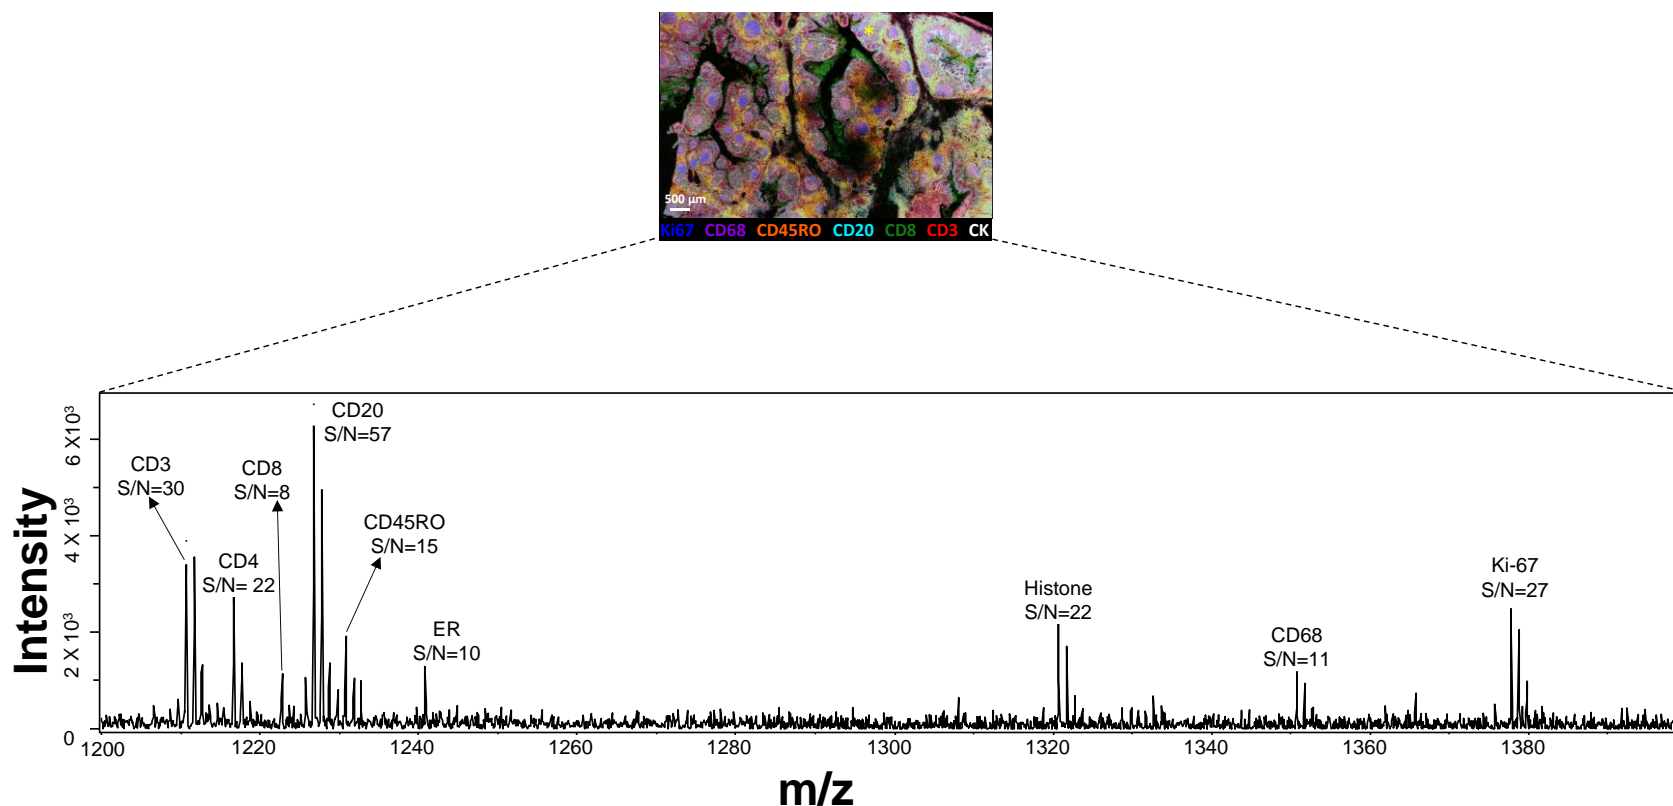 *
500 µm
Ki67 CD68 CD45RO CD20 CD8 CD3 CK
CD20
S/N=57
CD3
S/N=30
CD8
S/N=8
CD45RO
S/N=15
CD4
S/N= 22
ER
S/N=10
Histone
S/N=22
CD68
S/N=11
Ki-67
S/N=27
Intensity
6 X10³
4 X 10³
2 X 10³
0
1200 1220 1240 1260 1280 1300 1320 1340 1360 1380
m/z